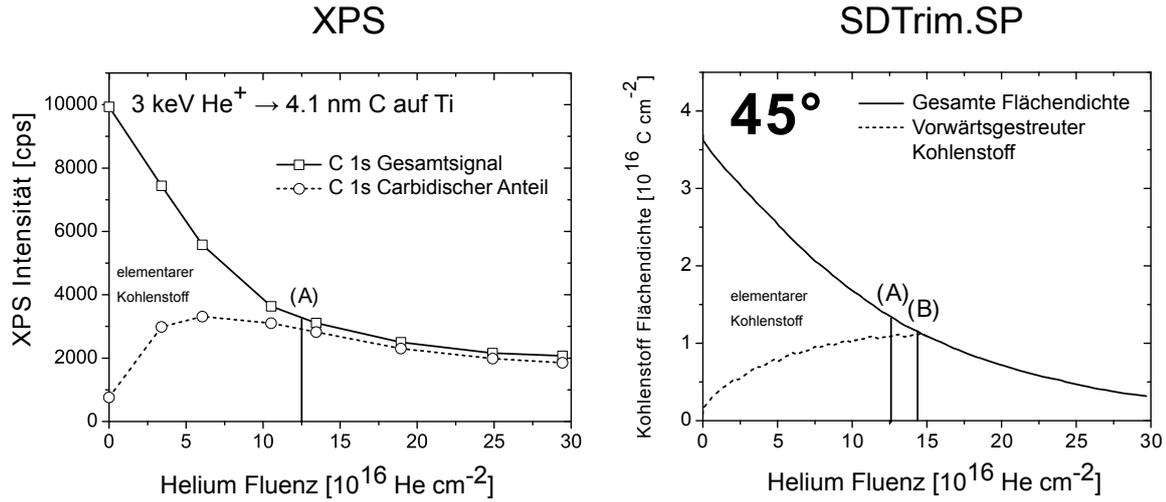 XPS
SDTrim.SP
3 keV He+ → 4.1 nm C auf Ti
C 1s Gesamtsignal
C 1s Carbidischer Anteil
elementarer
Kohlenstoff
(A)
XPS Intensität [cps]
10000
8000
6000
4000
2000
0
0 5 10 15 20 25 30
Helium Fluenz [10^16 He cm^-2]
45°
Gesamte Flächendichte
Vorwärtsgestreuter
Kohlenstoff
elementarer
Kohlenstoff
(A)
(B)
Kohlenstoff Flächendichte [10^16 C cm^-2]
4
3
2
1
0
0 5 10 15 20 25 30
Helium Fluenz [10^16 He cm^-2]